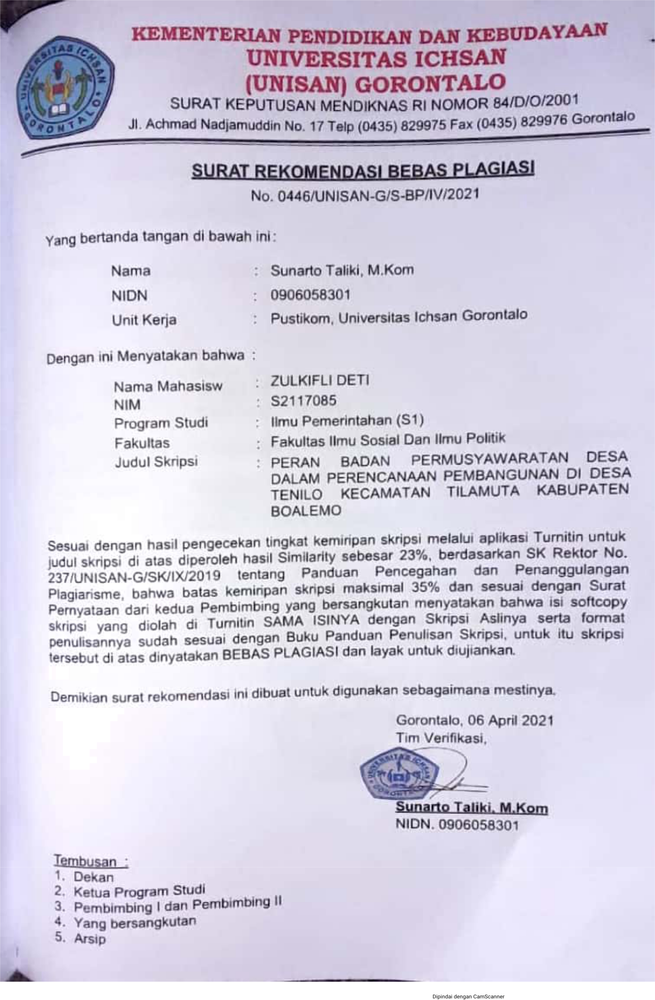 KEMENTERIAN PENDIDIKAN DAN KEBUDAYAAN
UNIVERSITAS ICHSAN
(UNISAN) GORONTALO
SURAT KEPUTUSAN MENDIKNAS RI NOMOR 84/D/O/2001
Jl. Achmad Nadjamuddin No. 17 Telp (0435) 829975 Fax (0435) 829976 Gorontalo
UNIVERSITAS ICHSAN
GORONTALO
SURAT REKOMENDASI BEBAS PLAGIASI
No. 0446/UNISAN-G/S-BP/IV/2021
Yang bertanda tangan di bawah ini :
Nama : Sunarto Taliki, M.Kom
NIDN : 0906058301
Unit Kerja : Pustikom, Universitas Ichsan Gorontalo
Dengan ini Menyatakan bahwa :
Nama Mahasisw : ZULKIFLI DETI
NIM : S2117085
Program Studi : Ilmu Pemerintahan (S1)
Fakultas : Fakultas Ilmu Sosial Dan Ilmu Politik
Judul Skripsi : PERAN BADAN PERMUSYAWARATAN DESA
DALAM PERENCANAAN PEMBANGUNAN DI DESA
TENILO KECAMATAN TILAMUTA KABUPATEN
BOALEMO
Sesuai dengan hasil pengecekan tingkat kemiripan skripsi melalui aplikasi Turnitin untuk
judul skripsi di atas diperoleh hasil Similarity sebesar 23%, berdasarkan SK Rektor No.
237/UNISAN-G/SK/IX/2019 tentang Panduan Pencegahan dan Penanggulangan
Plagiarisme, bahwa batas kemiripan skripsi maksimal 35% dan sesuai dengan Surat
Pernyataan dari kedua Pembimbing yang bersangkutan menyatakan bahwa isi softcopy
skripsi yang diolah di Turnitin SAMA ISINYA dengan Skripsi Aslinya serta format
penulisannya sudah sesuai dengan Buku Panduan Penulisan Skripsi, untuk itu skripsi
tersebut di atas dinyatakan BEBAS PLAGIASI dan layak untuk diujiankan.
Demikian surat rekomendasi ini dibuat untuk digunakan sebagaimana mestinya.
Gorontalo, 06 April 2021
Tim Verifikasi,
UNIVERSITAS ICHSAN
GORONTALO
Sunarto Taliki, M.Kom
NIDN. 0906058301
Tembusan :
1. Dekan
2. Ketua Program Studi
3. Pembimbing I dan Pembimbing II
4. Yang bersangkutan
5. Arsip
Dipindai dengan CamScanner